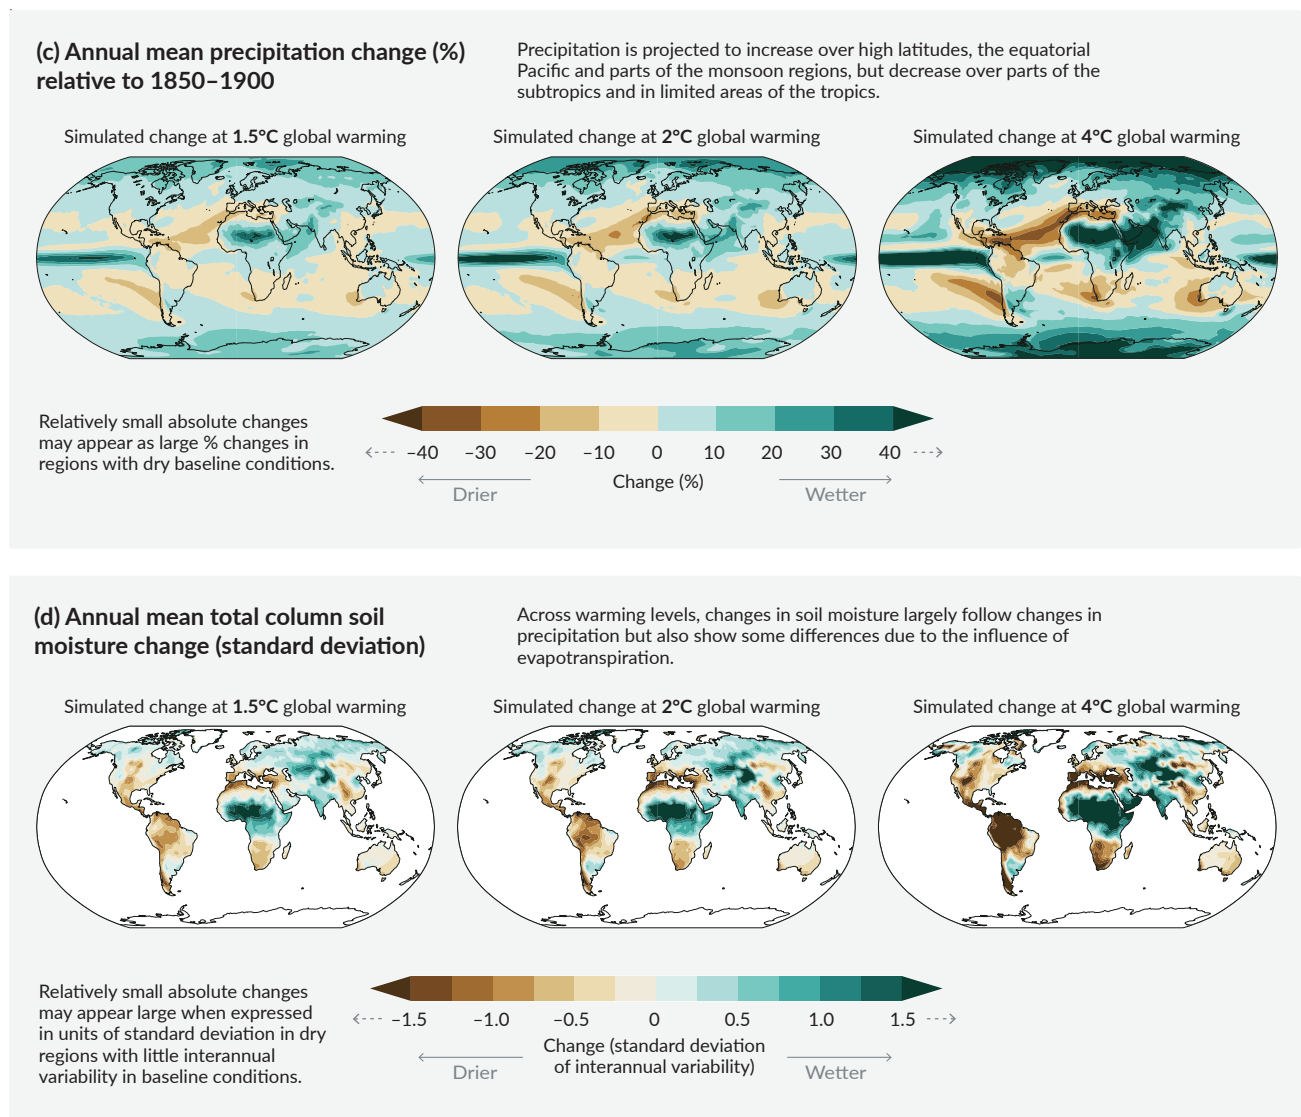 (c) Annual mean precipitation change (%)
relative to 1850–1900
Precipitation is projected to increase over high latitudes, the equatorial
Pacific and parts of the monsoon regions, but decrease over parts of the
subtropics and in limited areas of the tropics.
Simulated change at 1.5°C global warming
Simulated change at 2°C global warming
Simulated change at 4°C global warming
Relatively small absolute changes
may appear as large % changes in
regions with dry baseline conditions.
–40 –30 –20 –10 0 10 20 30 40
Change (%)
Drier
Wetter
(d) Annual mean total column soil
moisture change (standard deviation)
Across warming levels, changes in soil moisture largely follow changes in
precipitation but also show some differences due to the influence of
evapotranspiration.
Simulated change at 1.5°C global warming
Simulated change at 2°C global warming
Simulated change at 4°C global warming
Relatively small absolute changes
may appear large when expressed
in units of standard deviation in dry
regions with little interannual
variability in baseline conditions.
–1.5 –1.0 –0.5 0 0.5 1.0 1.5
Change (standard deviation
of interannual variability)
Drier
Wetter